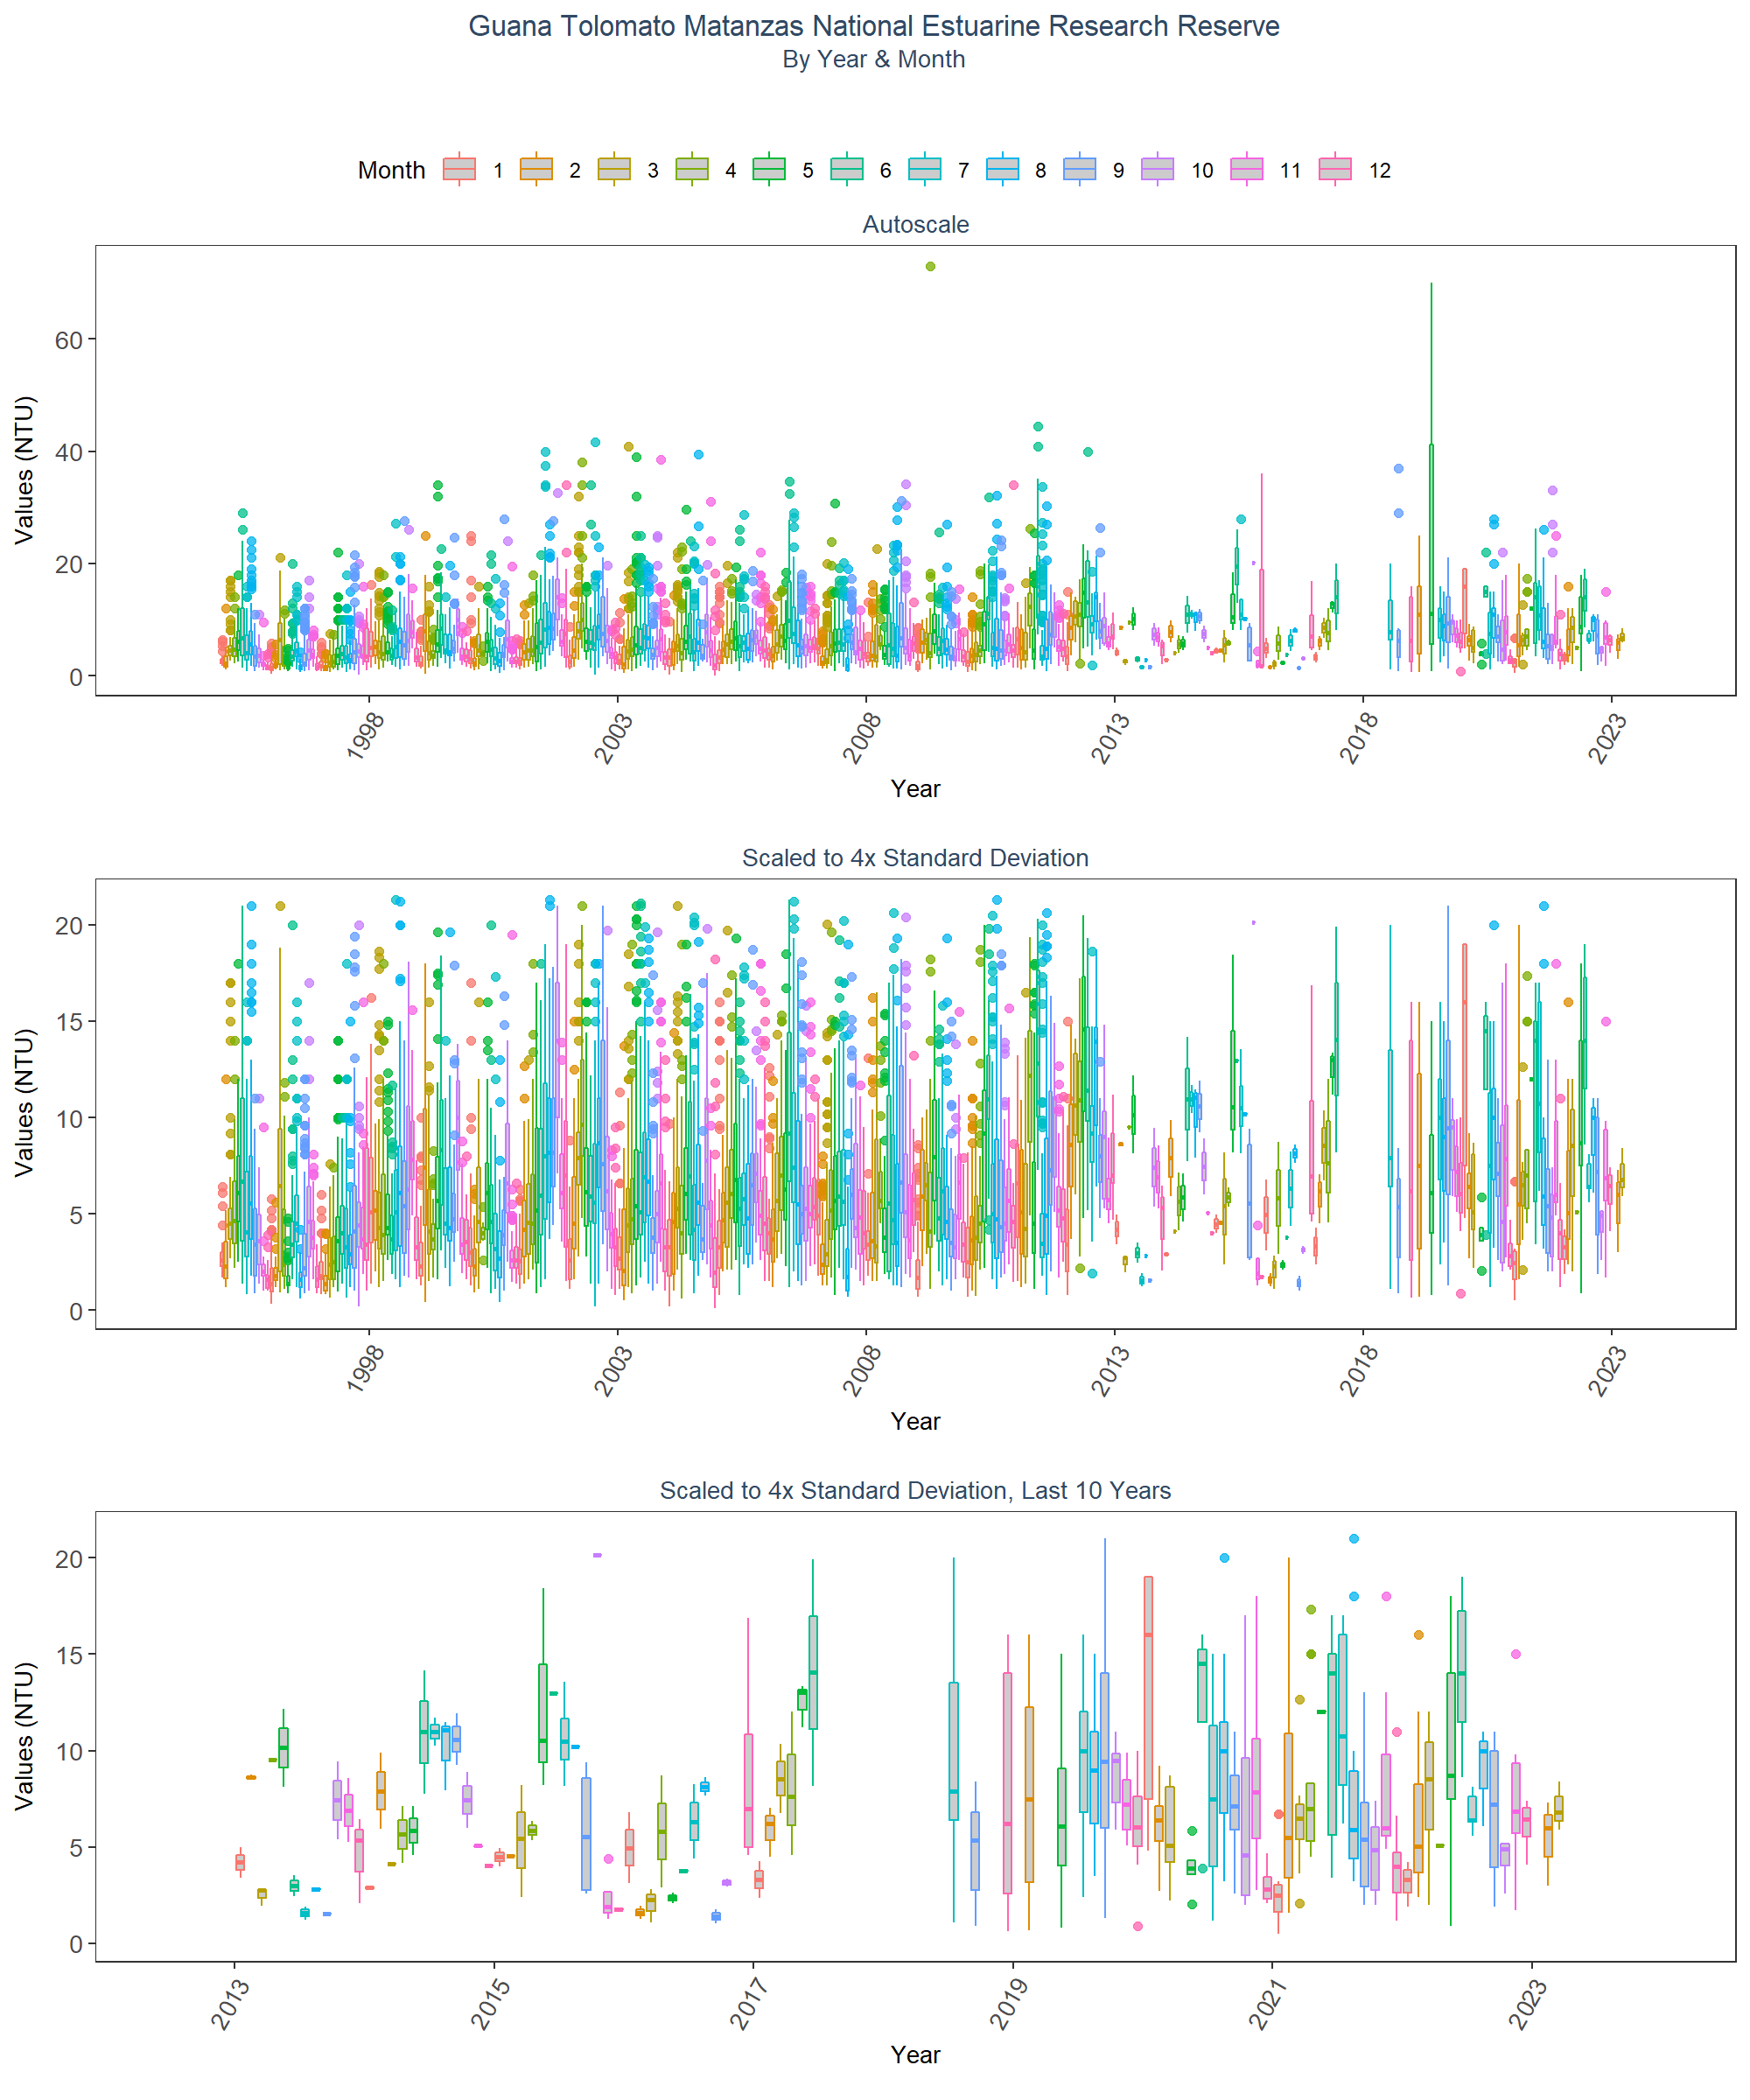 Guana Tolomato Matanzas National Estuarine Research Reserve
By Year & Month
Month 1 2 3 4 5 6 7 8 9 10 11 12
Autoscale
Values (NTU)
60
40
20
0
1998 2003 2008 2013 2018 2023
Year
Scaled to 4x Standard Deviation
Values (NTU)
20
15
10
5
0
1998 2003 2008 2013 2018 2023
Year
Scaled to 4x Standard Deviation, Last 10 Years
Values (NTU)
20
15
10
5
0
2013 2015 2017 2019 2021 2023
Year